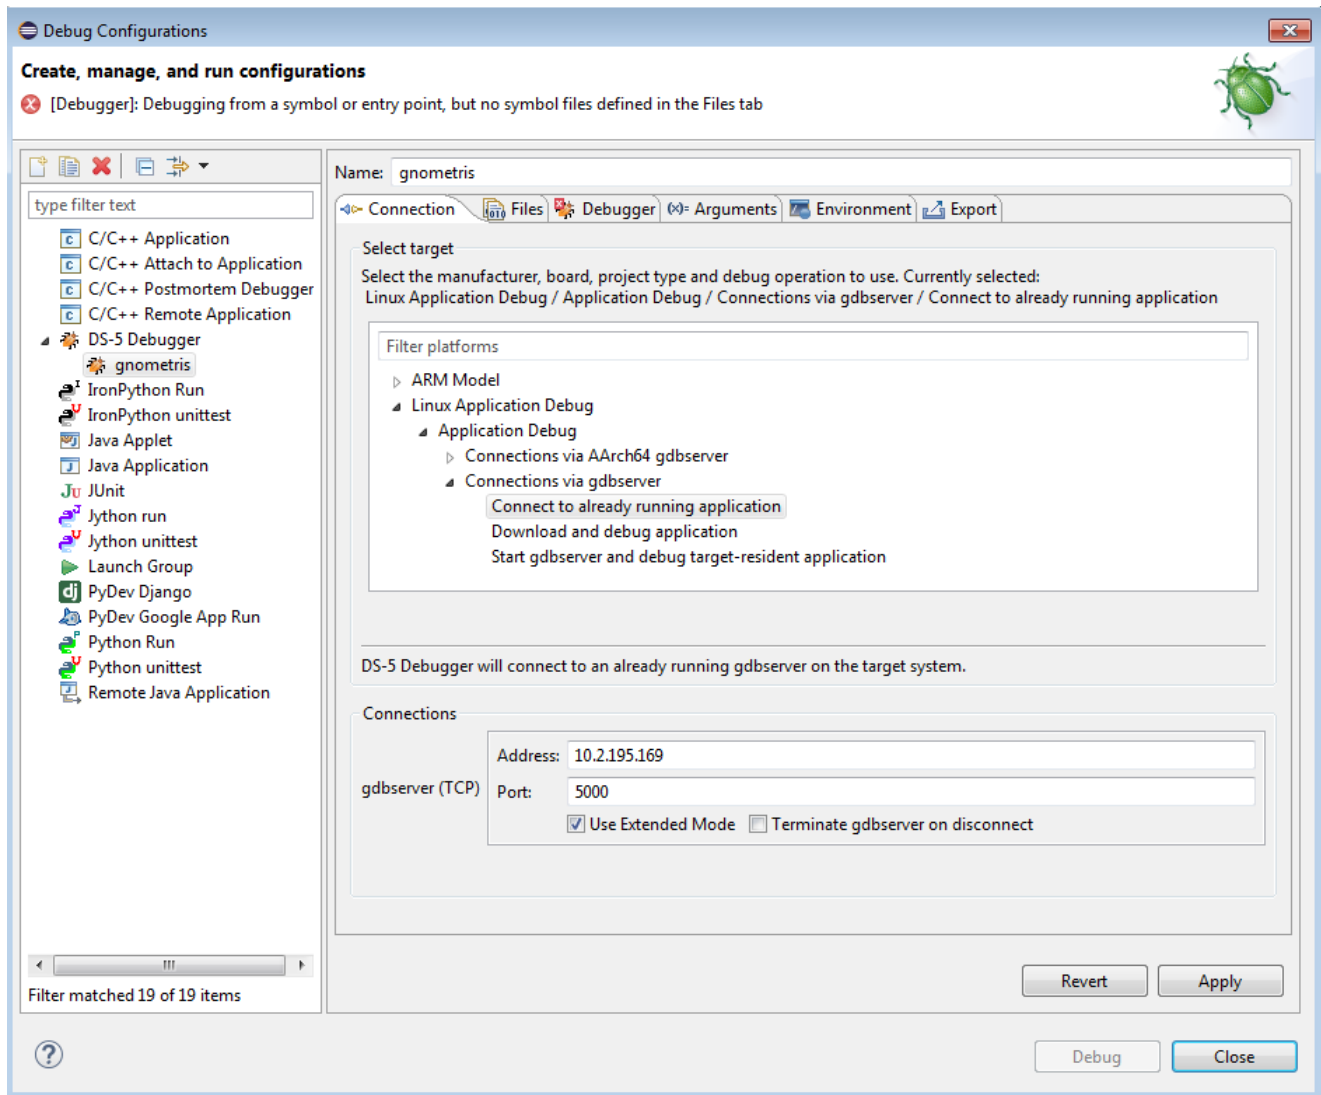 Debug Configurations
Create, manage, and run configurations
[Debugger]: Debugging from a symbol or entry point, but no symbol files defined in the Files tab
type filter text
C/C++ Application
C/C++ Attach to Application
C/C++ Postmortem Debugger
C/C++ Remote Application
DS-5 Debugger
gnometris
IronPython Run
IronPython unittest
Java Applet
Java Application
JUnit
Jython run
Jython unittest
Launch Group
PyDev Django
PyDev Google App Run
Python Run
Python unittest
Remote Java Application
Filter matched 19 of 19 items
Name: gnometris
Connection Files Debugger (x)= Arguments Environment Export
Select target
Select the manufacturer, board, project type and debug operation to use. Currently selected:
Linux Application Debug / Application Debug / Connections via gdbserver / Connect to already running application
Filter platforms
ARM Model
Linux Application Debug
Application Debug
Connections via AArch64 gdbserver
Connections via gdbserver
Connect to already running application
Download and debug application
Start gdbserver and debug target-resident application
DS-5 Debugger will connect to an already running gdbserver on the target system.
Connections
gdbserver (TCP)
Address: 10.2.195.169
Port: 5000
Use Extended Mode Terminate gdbserver on disconnect
Revert Apply
Debug Close